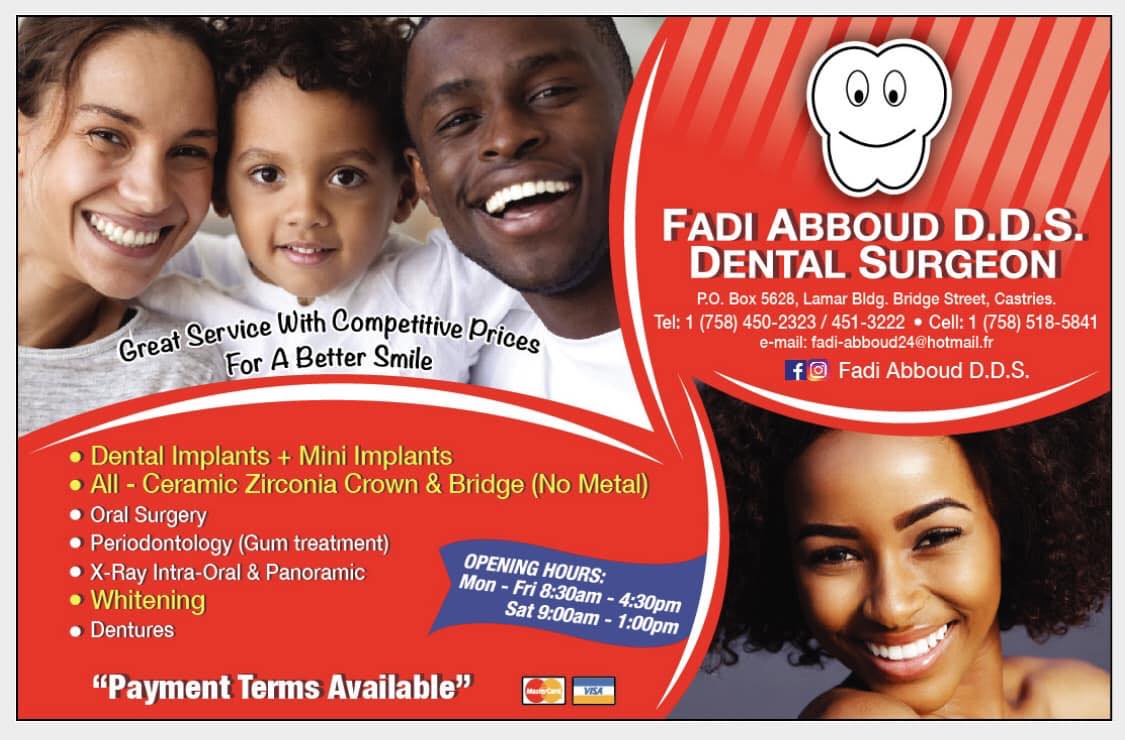 Great Service With Competitive Prices
For A Better Smile
FADI ABBOUD D.D.S.
DENTAL SURGEON
P.O. Box 5628, Lamar Bldg. Bridge Street, Castries.
Tel: 1 (758) 450-2323 / 451-3222 • Cell: 1 (758) 518-5841
e-mail: fadi-abboud24@hotmail.fr
Fadi Abboud D.D.S.
• Dental Implants + Mini Implants
• All - Ceramic Zirconia Crown & Bridge (No Metal)
• Oral Surgery
• Periodontology (Gum treatment)
• X-Ray Intra-Oral & Panoramic
• Whitening
• Dentures
OPENING HOURS:
Mon - Fri 8:30am - 4:30pm
Sat 9:00am - 1:00pm
“Payment Terms Available”
MasterCard
VISA